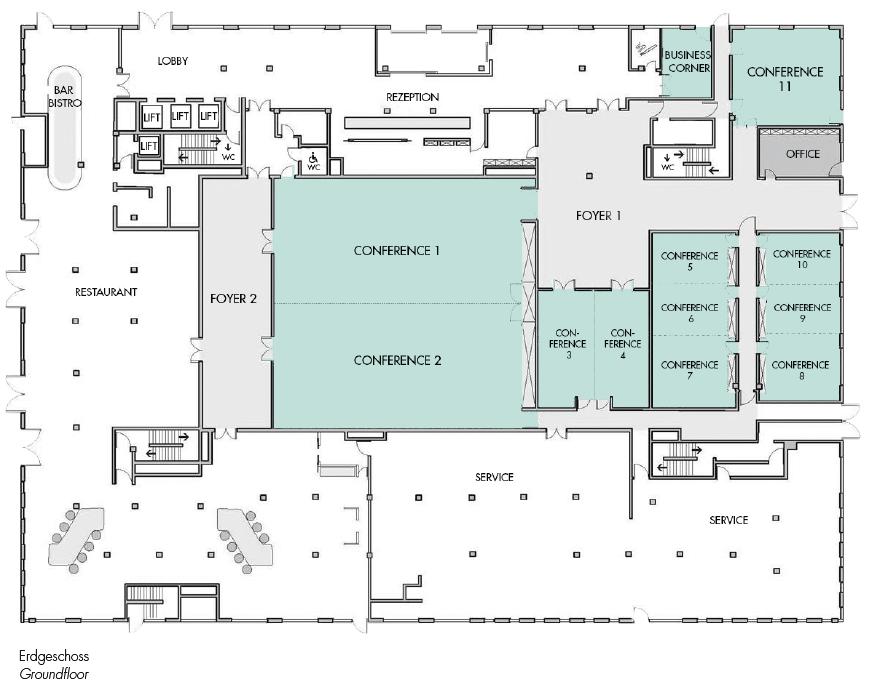 LOBBY
BUSINESS
CORNER
CONFERENCE
11
BAR
BISTRO
REZEPTION
LIFT
LIFT
LIFT
LIFT
WC
WC
WC
OFFICE
FOYER 1
CONFERENCE 1
CONFERENCE
5
CONFERENCE
10
RESTAURANT
FOYER 2
CONFERENCE
6
CONFERENCE
9
CON-
FERENCE
3
CON-
FERENCE
4
CONFERENCE 2
CONFERENCE
7
CONFERENCE
8
SERVICE
SERVICE
Erdgeschoss
Groundfloor